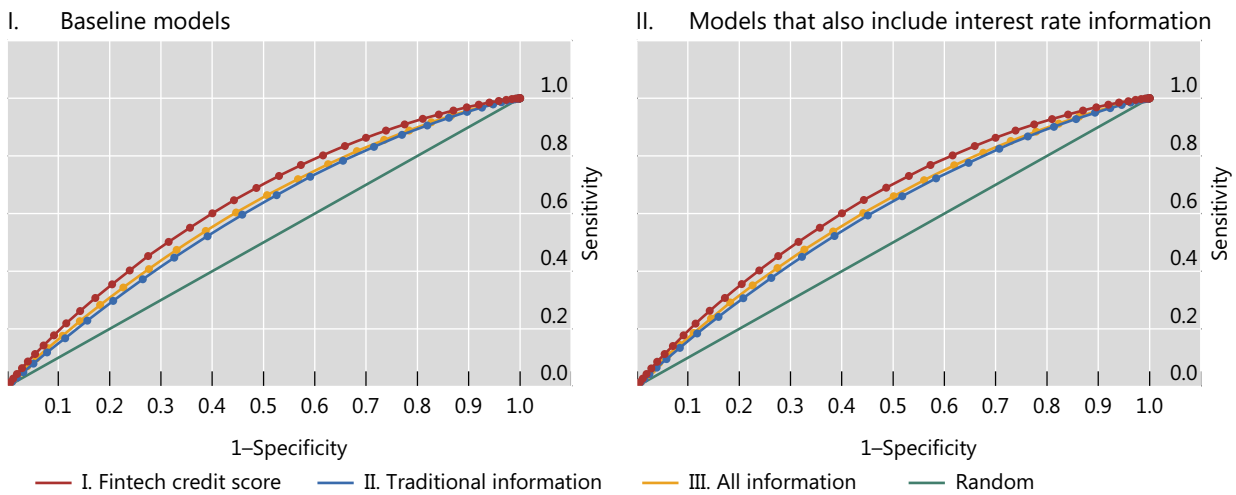 I. Baseline models
II. Models that also include interest rate information
1.0
0.8
0.6
0.4
0.2
0.0
Sensitivity
0.1 0.2 0.3 0.4 0.5 0.6 0.7 0.8 0.9 1.0
1–Specificity
1.0
0.8
0.6
0.4
0.2
0.0
Sensitivity
0.1 0.2 0.3 0.4 0.5 0.6 0.7 0.8 0.9 1.0
1–Specificity
I. Fintech credit score II. Traditional information III. All information Random